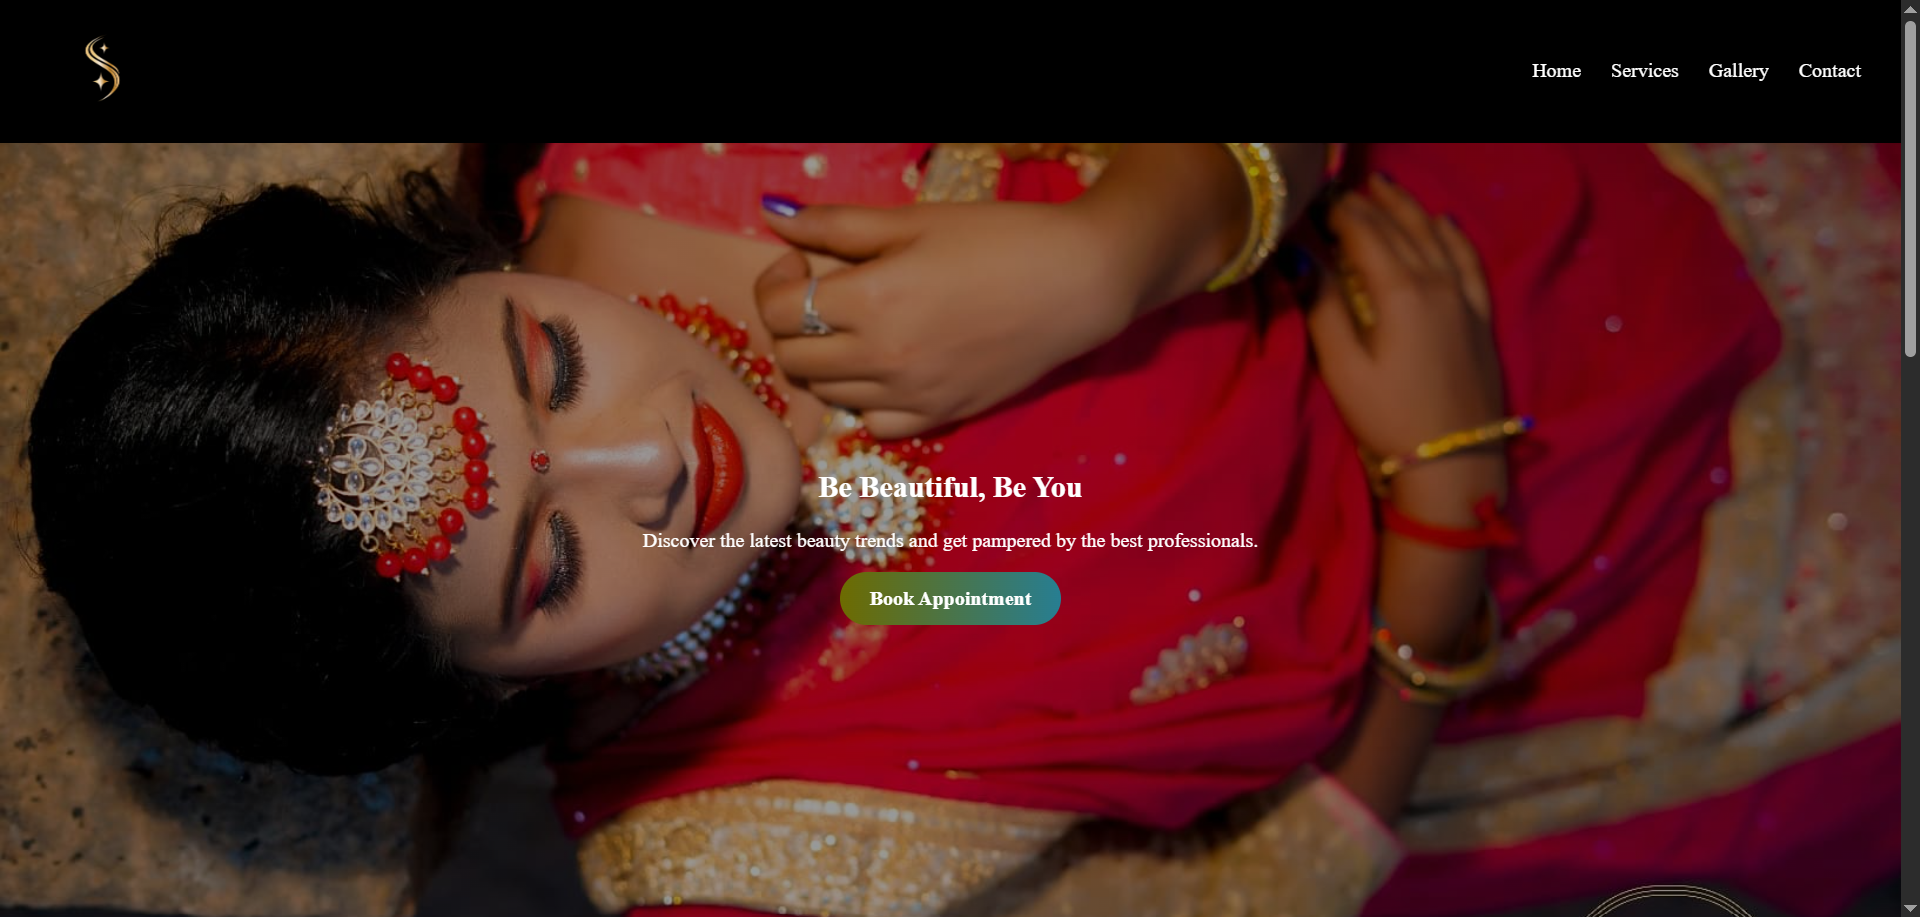 Home Services Gallery Contact
Be Beautiful, Be You
Discover the latest beauty trends and get pampered by the best professionals.
Book Appointment